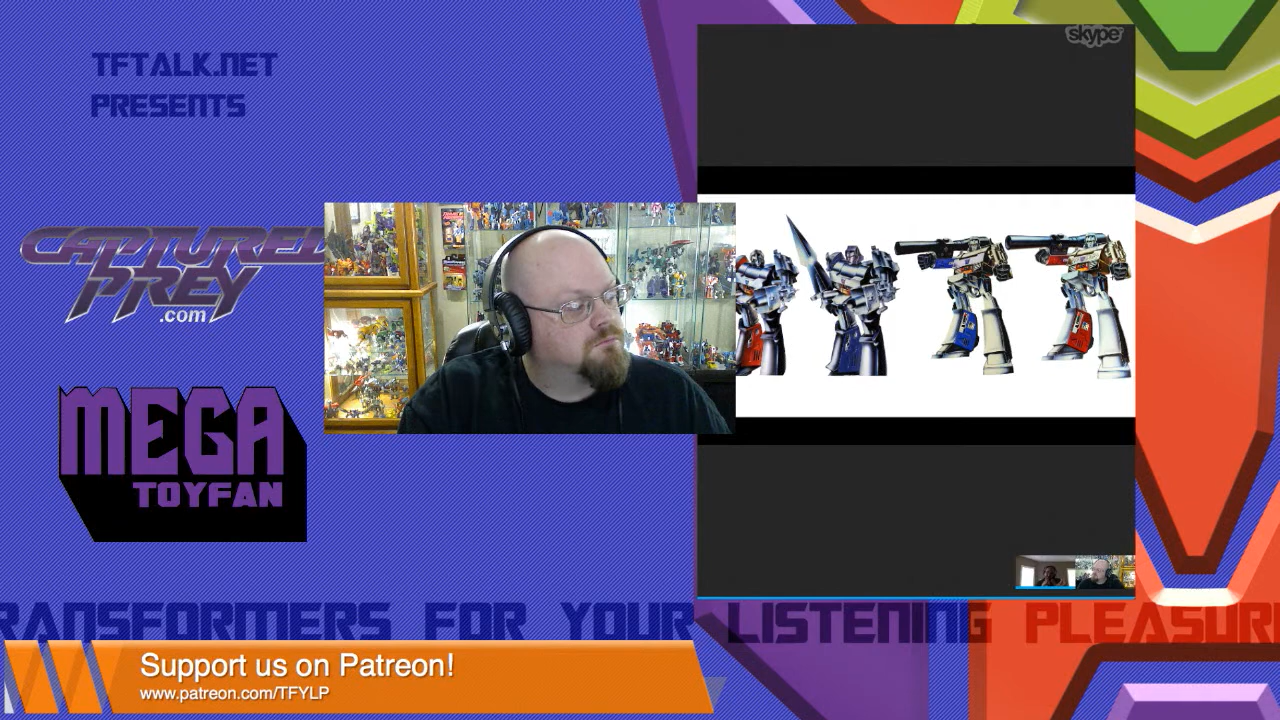 TFTALK.NET
PRESENTS
skype
CAPTURED
PREY
.com
MEGA
TOYFAN
RANSFORMERS FOR YOUR LISTENING PLEASUR
Support us on Patreon!
www.patreon.com/TFYLP